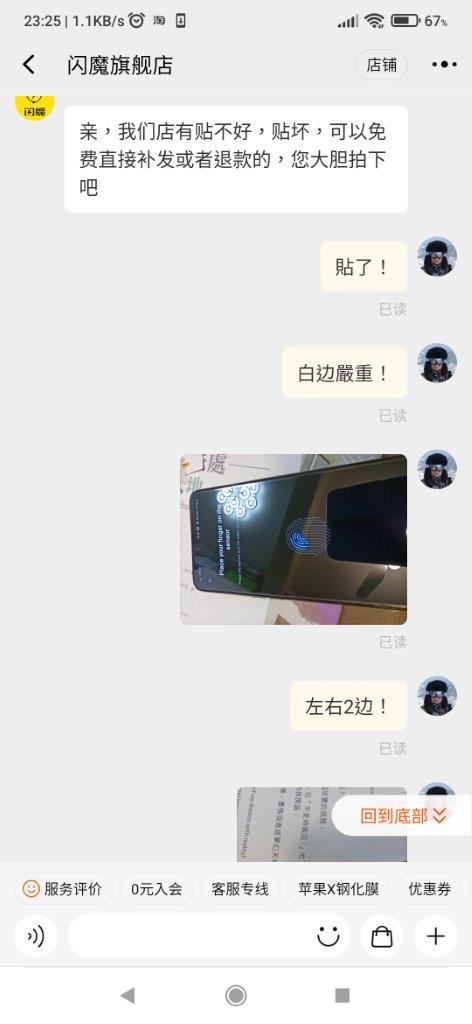 23:25 | 1.1KB/s
淘
67%
闪魔旗舰店
店铺
闪魔
亲，我们店有贴不好，贴坏，可以免
费直接补发或者退款的，您大胆拍下
吧
貼了！
已读
白边嚴重！
已读
處
地
Place your finger on the
sensor
已读
左右2边！
已读
回到底部
服务评价
0元入会
客服专线
苹果X钢化膜
优惠券